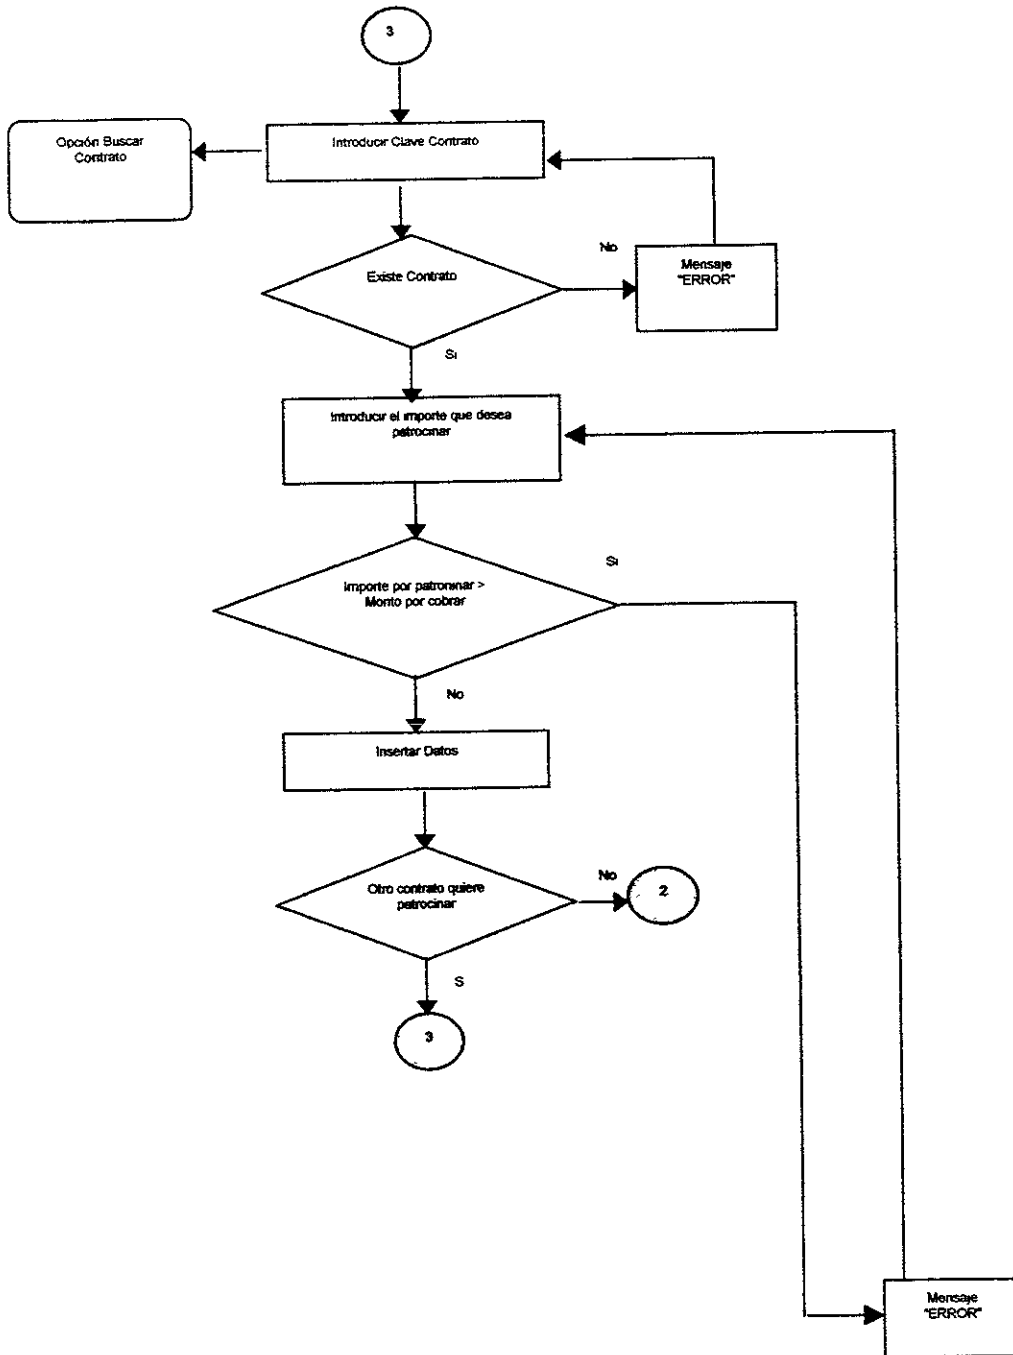 3
Opción Buscar
Contrato
Introducir Clave Contrato
No
Mensaje
"ERROR"
Existe Contrato
Si
Introducir el importe que desea
patrocinar
Si
Importe por patroninar >
Monto por cobrar
No
Insertar Datos
Otro contrato quiere
patrocinar
No
2
S
3
Mensaje
"ERROR"